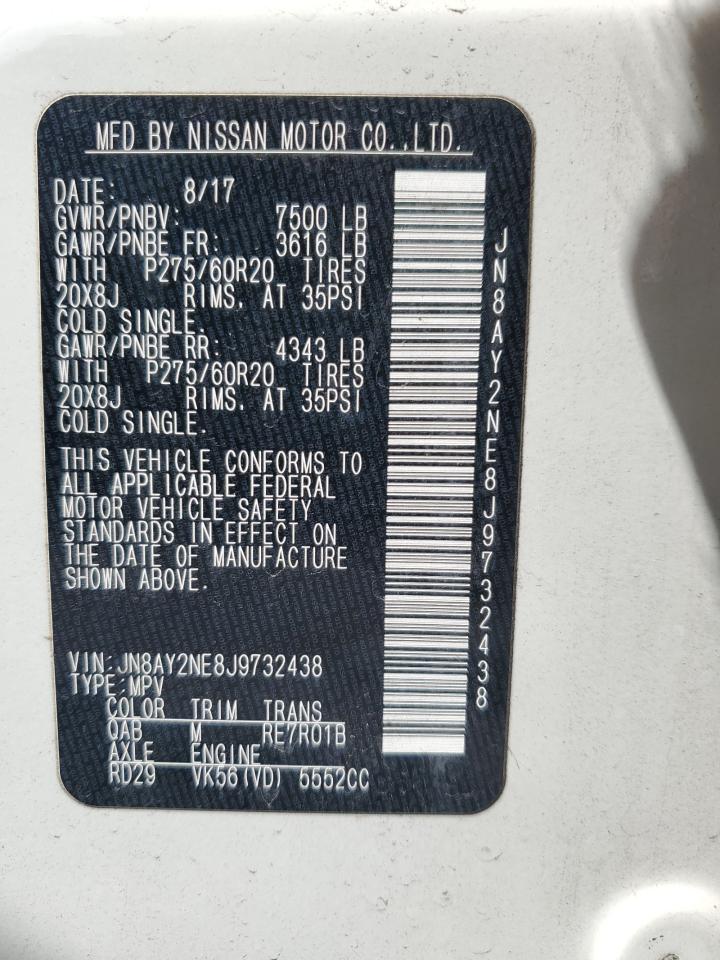 MFD BY NISSAN MOTOR CO.,LTD.
DATE: 8/17
GVWR/PNBV: 7500 LB
GAWR/PNBE FR: 3616 LB
WITH P275/60R20 TIRES
20X8J RIMS, AT 35PSI
COLD SINGLE.
GAWR/PNBE RR: 4343 LB
WITH P275/60R20 TIRES
20X8J RIMS, AT 35PSI
COLD SINGLE.
THIS VEHICLE CONFORMS TO
ALL APPLICABLE FEDERAL
MOTOR VEHICLE SAFETY
STANDARDS IN EFFECT ON
THE DATE OF MANUFACTURE
SHOWN ABOVE.
VIN:JN8AY2NE8J9732438
TYPE:MPV
COLOR TRIM TRANS
QAB M RE7R01B
AXLE ENGINE
RD29 VK56(VD) 5552CC
JN8AY2NE8J9732438